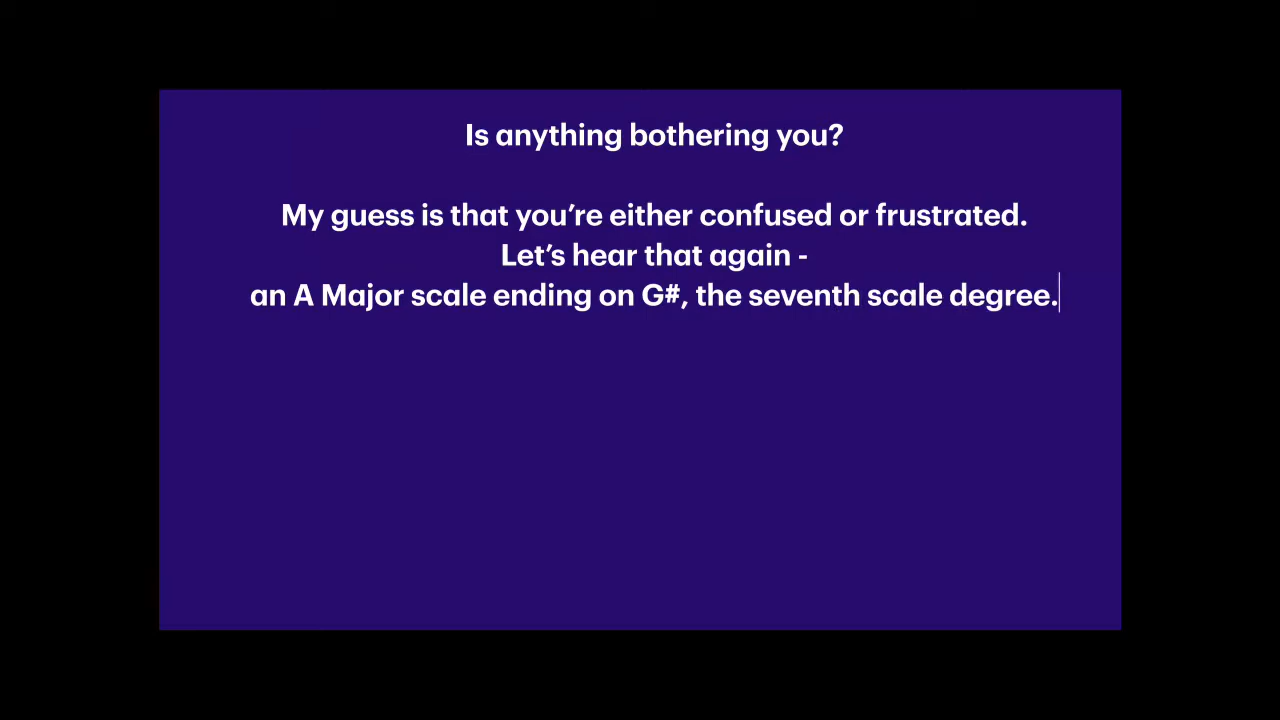 Is anything bothering you?
My guess is that you’re either confused or frustrated.
Let’s hear that again -
an A Major scale ending on G#, the seventh scale degree.